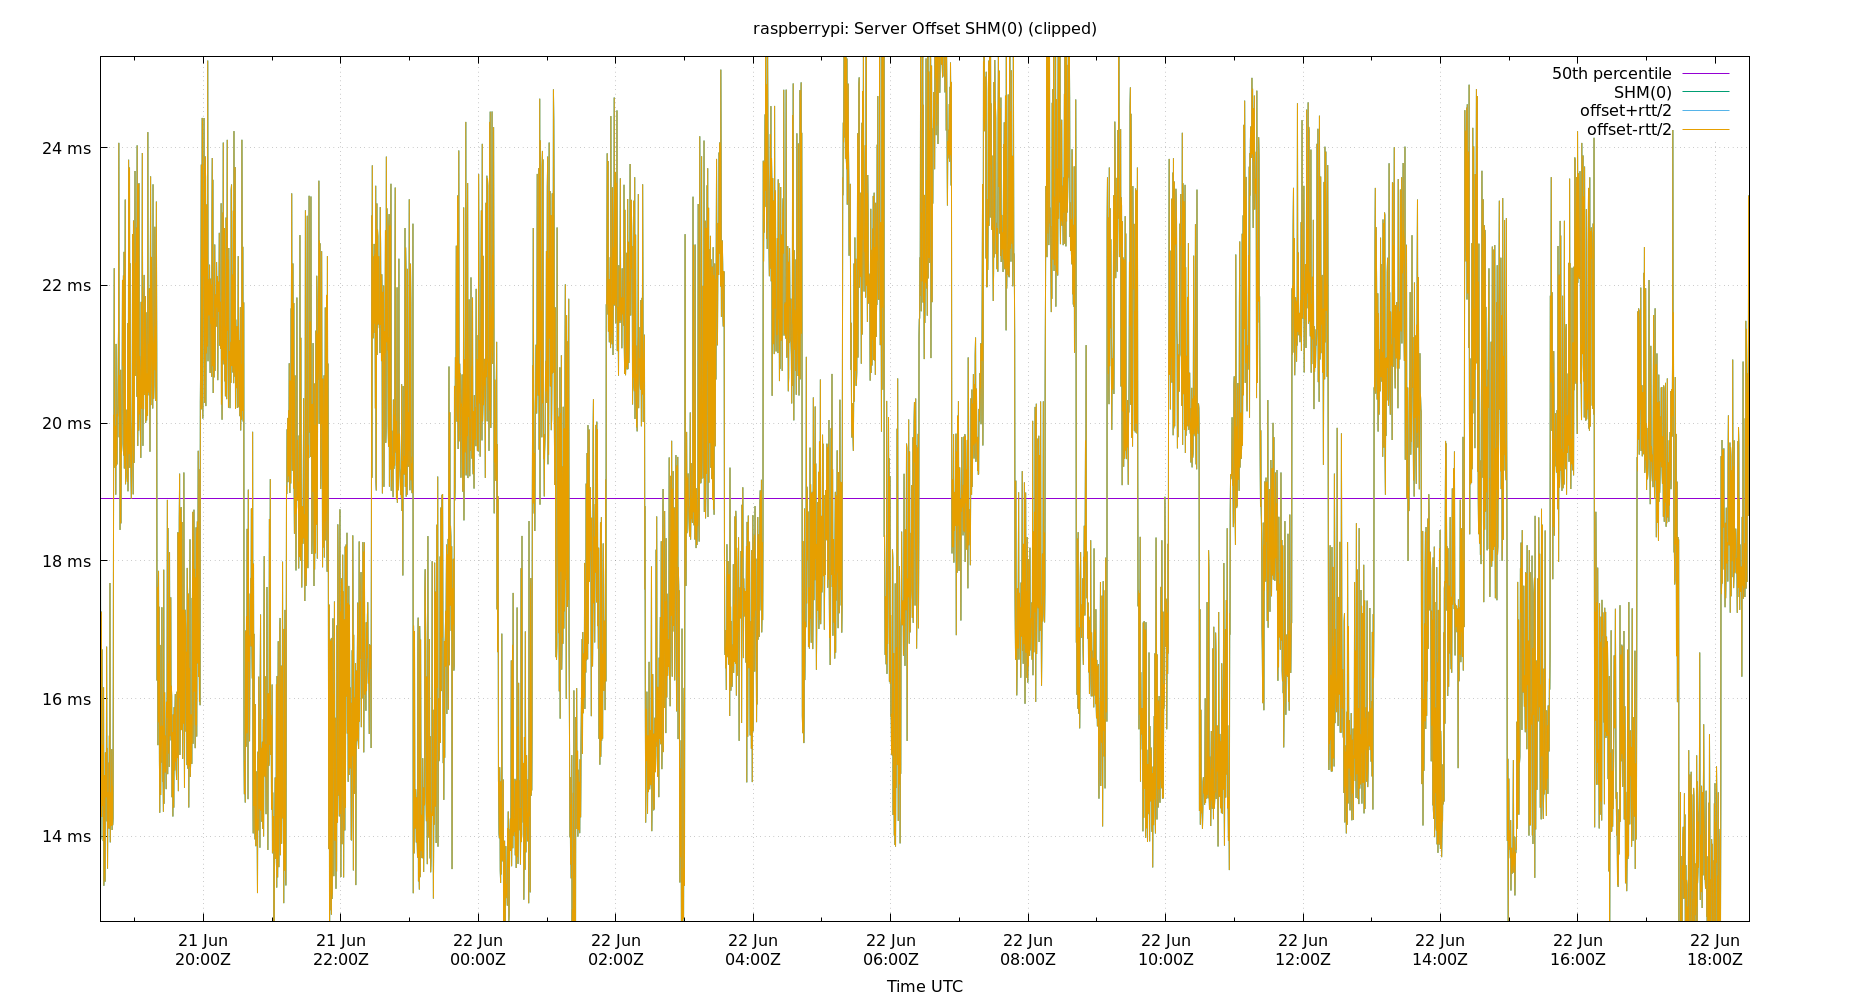 raspberrypi: Server Offset SHM(0) (clipped)
50th percentile
SHM(0)
offset+rtt/2
offset-rtt/2
24 ms
22 ms
20 ms
18 ms
16 ms
14 ms
21 Jun 21 Jun 22 Jun 22 Jun 22 Jun 22 Jun 22 Jun 22 Jun 22 Jun 22 Jun 22 Jun 22 Jun
20:00Z 22:00Z 00:00Z 02:00Z 04:00Z 06:00Z 08:00Z 10:00Z 12:00Z 14:00Z 16:00Z 18:00Z
Time UTC